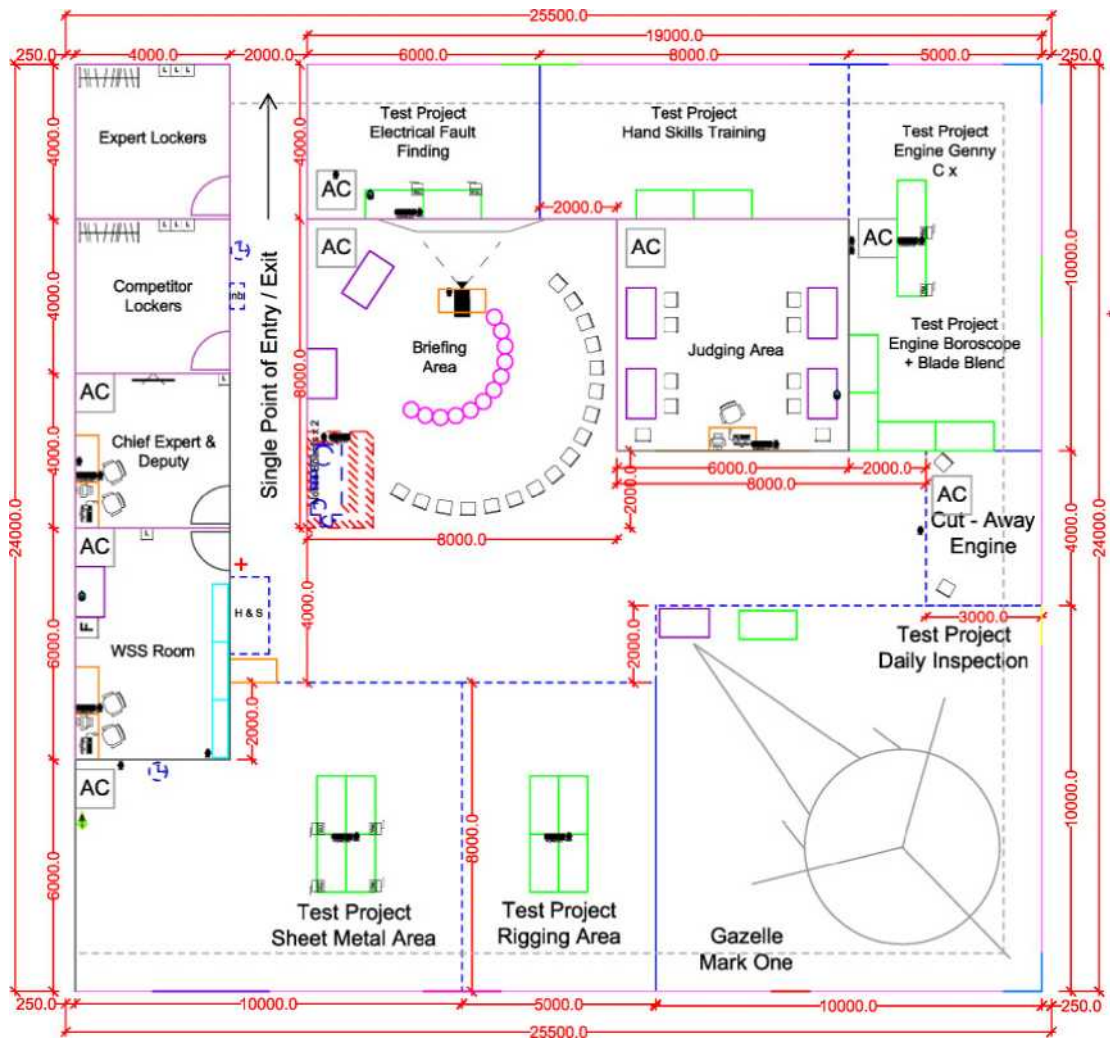 25500.0
19000.0
250.0
4000.0
2000.0
6000.0
8000.0
5000.0
250.0
Expert Lockers
L L L
4000.0
Single Point of Entry / Exit
4000.0
Test Project
Electrical Fault
Finding
AC
Test Project
Hand Skills Training
2000.0
Test Project
Engine Genny
C x
AC
10000.0
Competitor
Lockers
L L L
4000.0
AC
Briefing
Area
8000.0
AC
Judging Area
Test Project
Engine Boroscope
+ Blade Blend
AC
L
Chief Expert &
Deputy
4000.0
6000.0
2000.0
8000.0
2000.0
8000.0
AC
Cut - Away
Engine
4000.0
24000.0
24000.0
3000.0
AC
L
F
WSS Room
H & S
6000.0
2000.0
4000.0
2000.0
Test Project
Daily Inspection
AC
6000.0
8000.0
10000.0
Test Project
Sheet Metal Area
Test Project
Rigging Area
Gazelle
Mark One
250.0
10000.0
5000.0
10000.0
250.0
25500.0